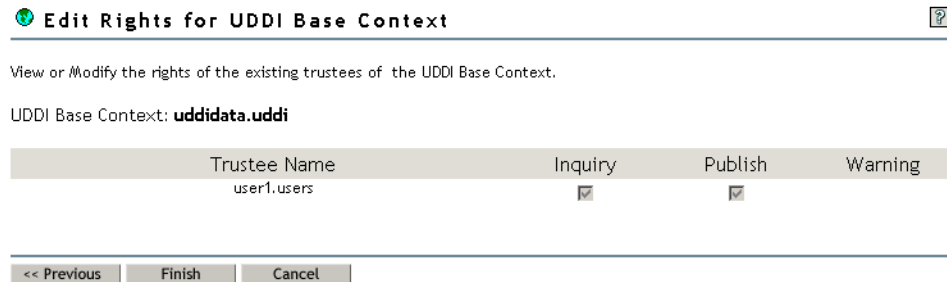 Edit Rights for UDDI Base Context
?
View or Modify the rights of the existing trustees of the UDDI Base Context.
UDDI Base Context: uddidata.uddi
Trustee Name Inquiry Publish Warning
user1.users
<< Previous Finish Cancel